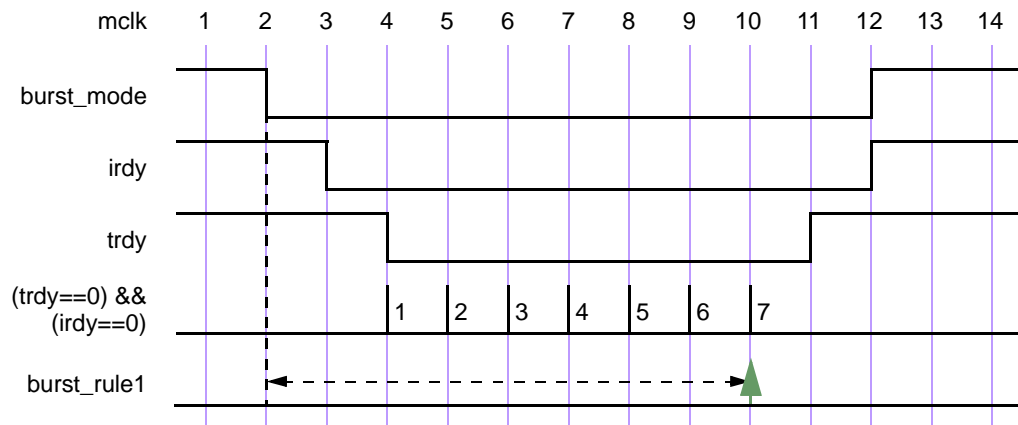 mclk 1 2 3 4 5 6 7 8 9 10 11 12 13 14
burst_mode
irdy
trdy
(trdy==0) &&
(irdy==0) 1 2 3 4 5 6 7
burst_rule1